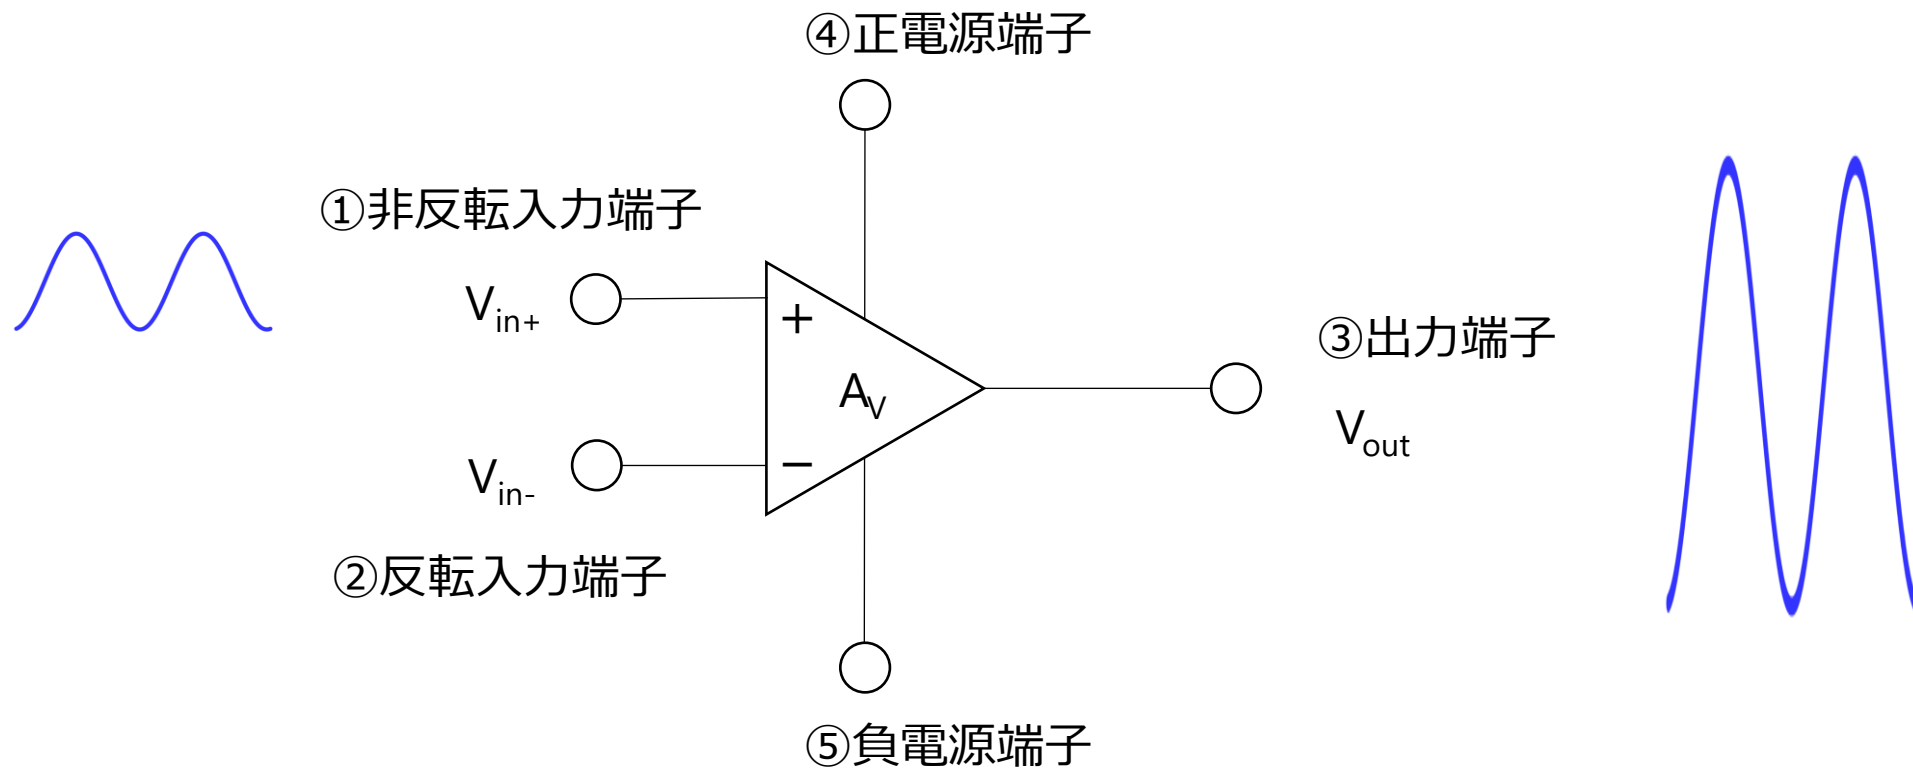 ④正電源端子
①非反転入力端子
Vin+
+
③出力端子
AV
Vout
−
Vin-
②反転入力端子
⑤負電源端子